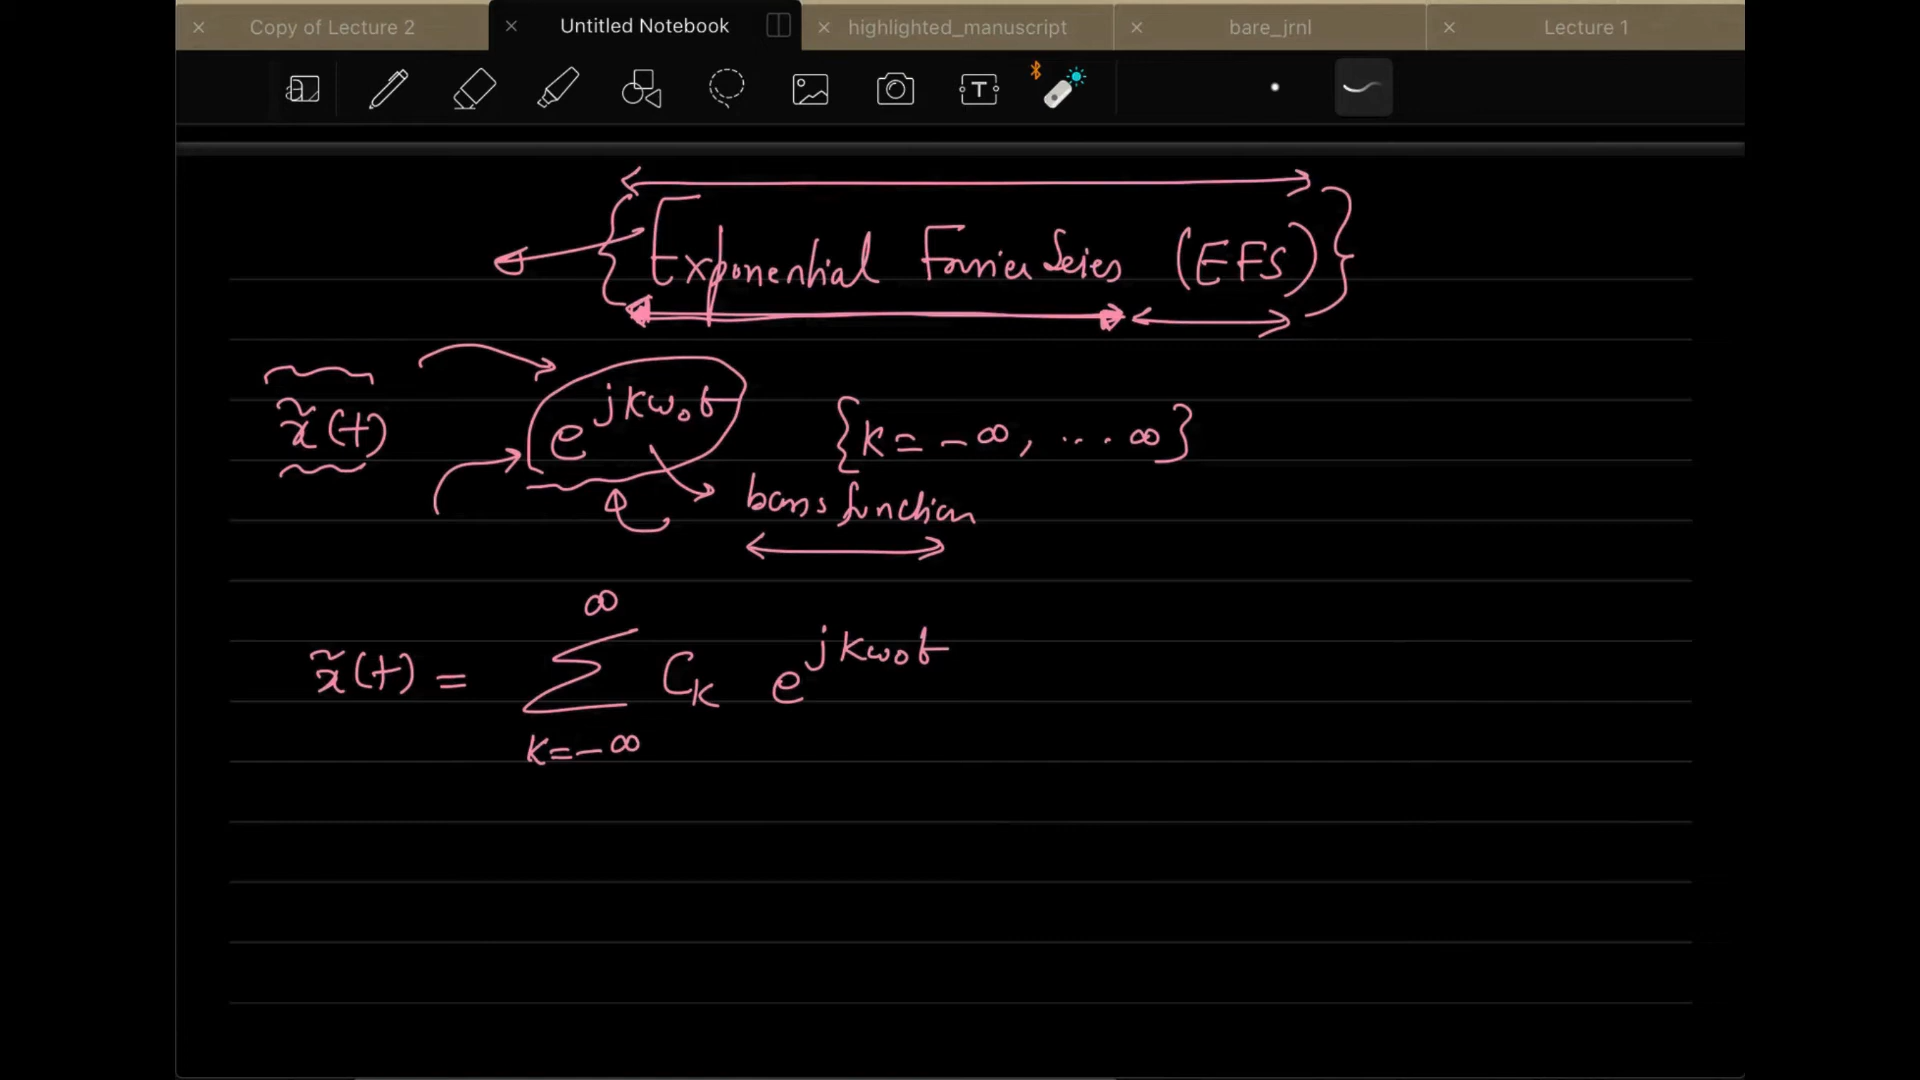 Copy of Lecture 2 Untitled Notebook highlighted_manuscript bare_jrnl Lecture 1
{Exponential Fourier Series (EFS)}
x̃(t) e^{jkω₀t} {k = -∞, ... ∞}
basis function
∞
x̃(t) = Σ C_k e^{jkω₀t}
k=-∞